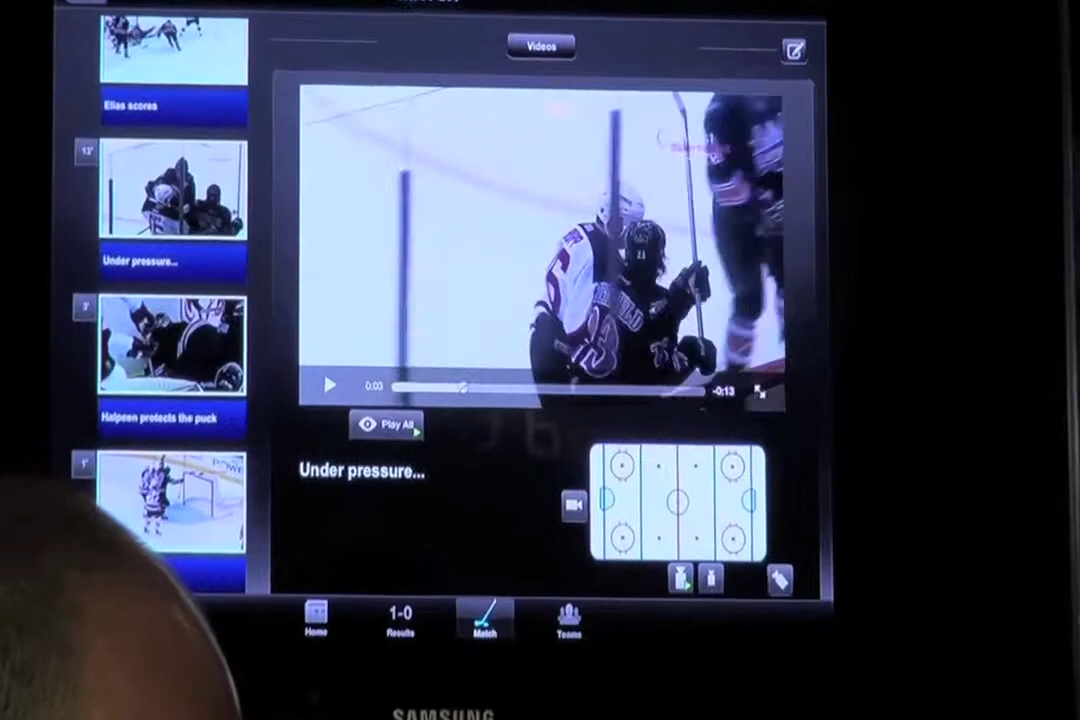 Videos
Elias scores
13'
Under pressure...
3'
Halpeen protects the puck
1'
0:03
-0:13
Play All
Under pressure...
1-0
Home
Results
Match
Teams
SAMSUNG